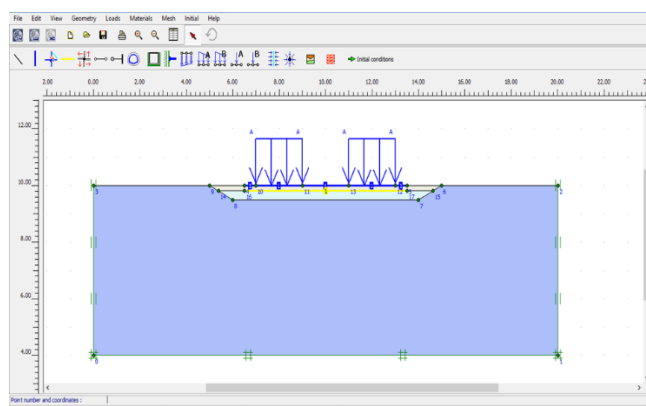 File Edit View Geometry Loads Materials Mesh Initial Help
Initial conditions
2.00 0.00 2.00 4.00 6.00 8.00 10.00 12.00 14.00 16.00 18.00 20.00 22.00
12.00
A A A A
10.00
5 9 10 11 13 12 6 2
14 16 17 15
8 7
8.00
6.00
4.00
0 1
Point number and coordinates :